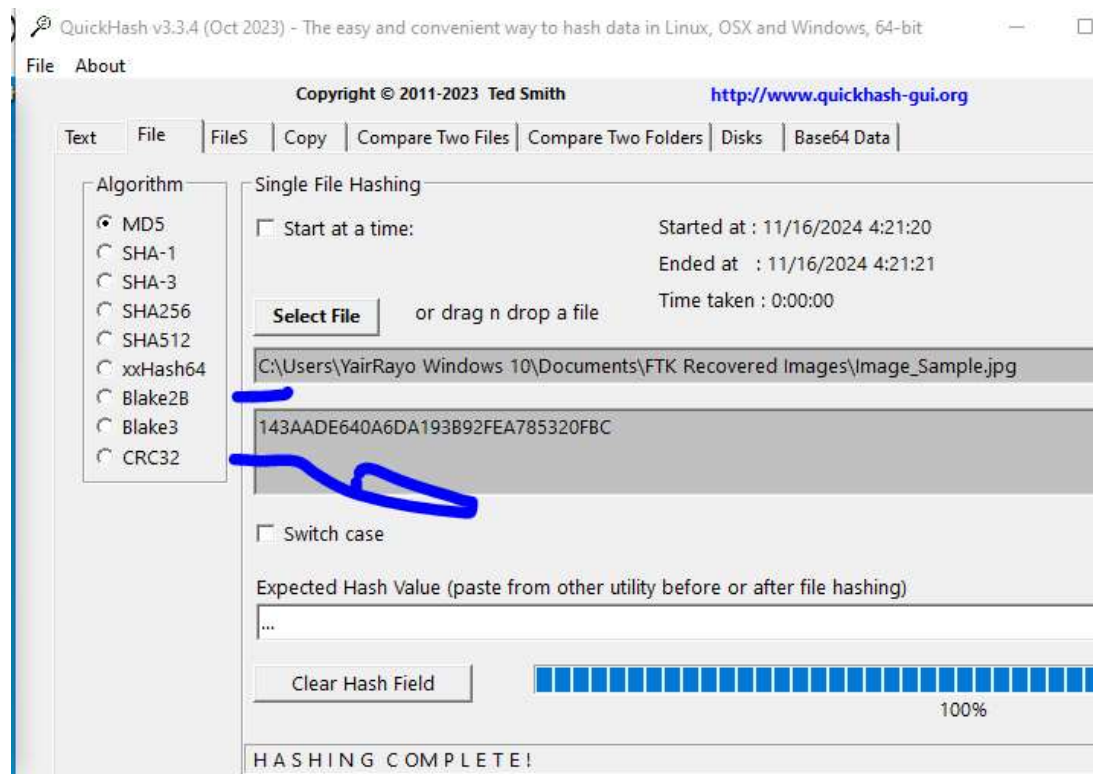 QuickHash v3.3.4 (Oct 2023) - The easy and convenient way to hash data in Linux, OSX and Windows, 64-bit
File About
Copyright © 2011-2023 Ted Smith http://www.quickhash-gui.org
Text File FileS Copy Compare Two Files Compare Two Folders Disks Base64 Data
Algorithm
MD5
SHA-1
SHA-3
SHA256
SHA512
xxHash64
Blake2B
Blake3
CRC32
Single File Hashing
Start at a time:
Started at : 11/16/2024 4:21:20
Ended at : 11/16/2024 4:21:21
Time taken : 0:00:00
Select File or drag n drop a file
C:\Users\YairRayo Windows 10\Documents\FTK Recovered Images\Image_Sample.jpg
143AADE640A6DA193B92FEA785320FBC
Switch case
Expected Hash Value (paste from other utility before or after file hashing)
...
Clear Hash Field
100%
HASHING COMPLETE!